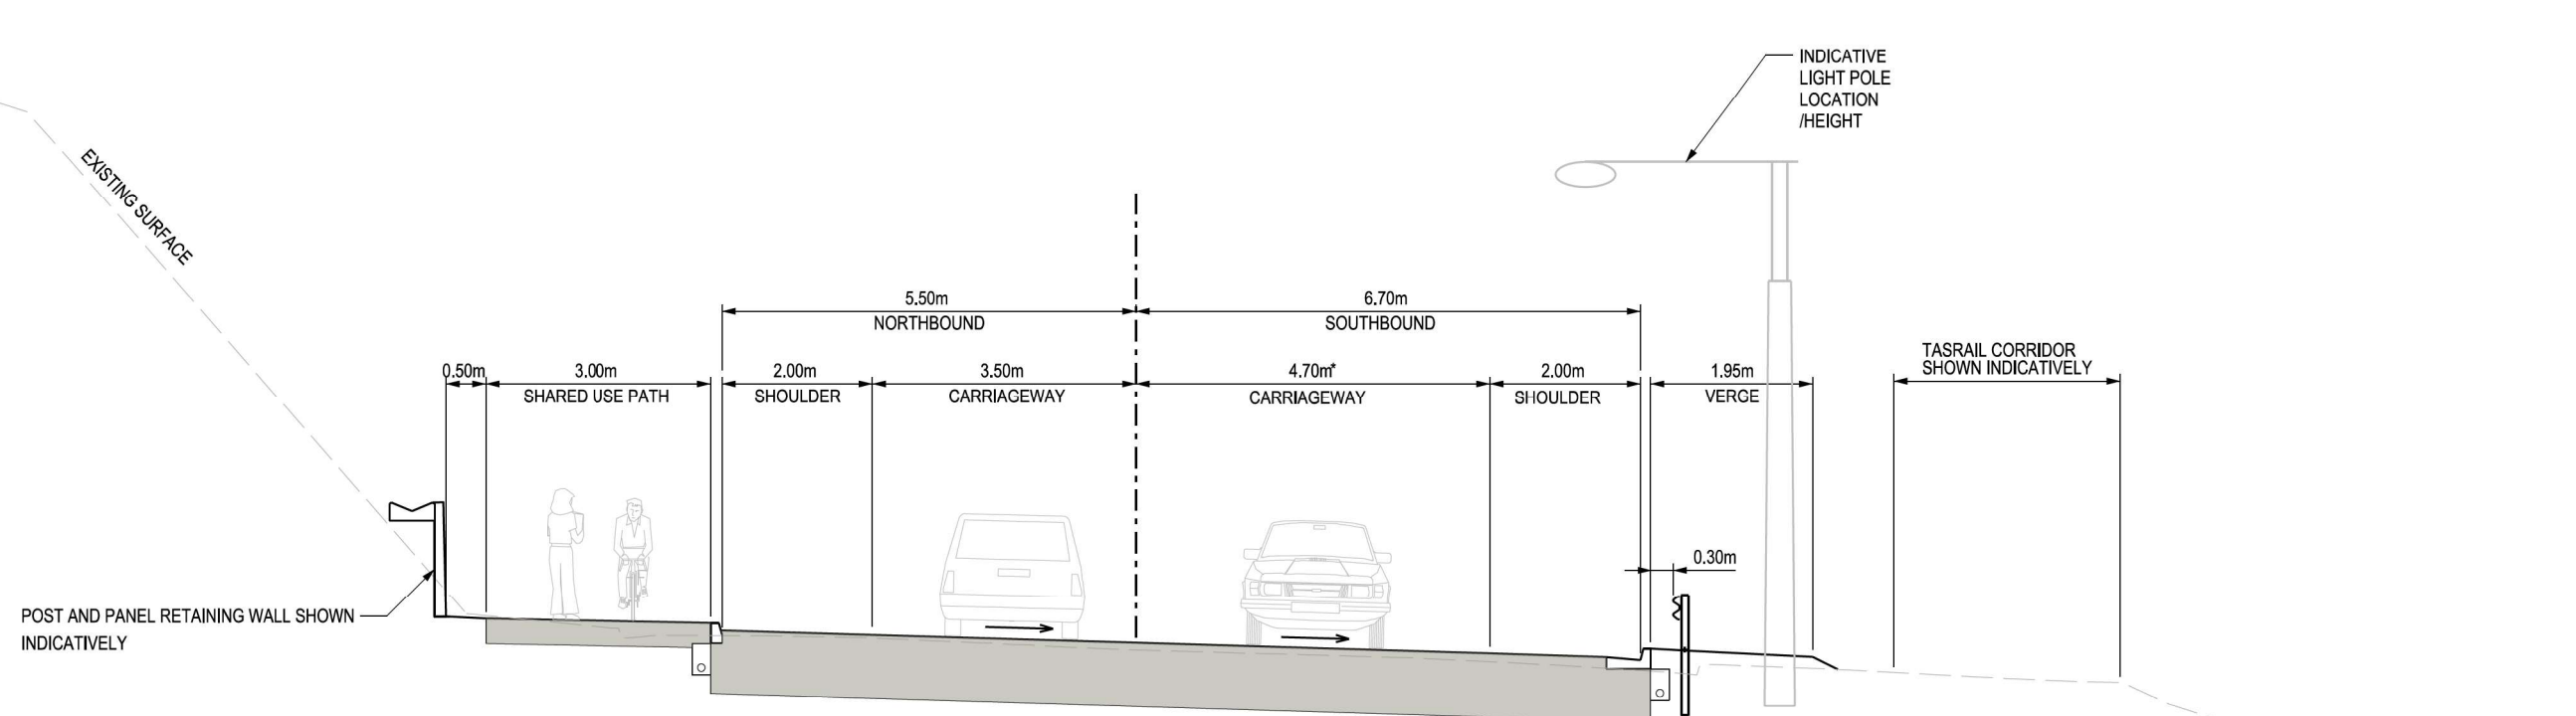 INDICATIVE
LIGHT POLE
LOCATION
/HEIGHT
EXISTING SURFACE
5.50m
NORTHBOUND
6.70m
SOUTHBOUND
0.50m
3.00m
SHARED USE PATH
2.00m
SHOULDER
3.50m
CARRIAGEWAY
4.70m*
CARRIAGEWAY
2.00m
SHOULDER
1.95m
VERGE
TASRAIL CORRIDOR
SHOWN INDICATIVELY
0.30m
POST AND PANEL RETAINING WALL SHOWN
INDICATIVELY